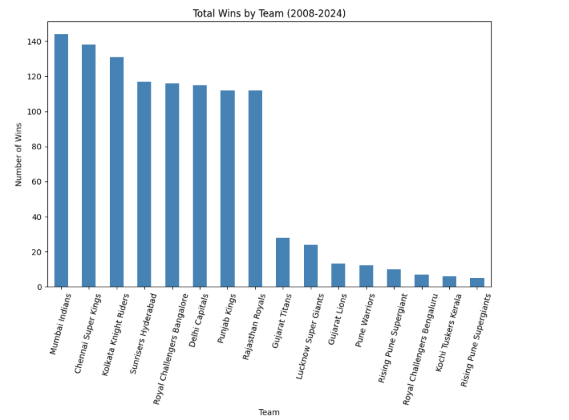 Total Wins by Team (2008-2024)
Number of Wins
140
120
100
80
60
40
20
0
Mumbai Indians
Chennai Super Kings
Kolkata Knight Riders
Sunrisers Hyderabad
Royal Challengers Bangalore
Delhi Capitals
Punjab Kings
Rajasthan Royals
Gujarat Titans
Lucknow Super Giants
Gujarat Lions
Pune Warriors
Rising Pune Supergiant
Royal Challengers Bengaluru
Kochi Tuskers Kerala
Rising Pune Supergiants
Team